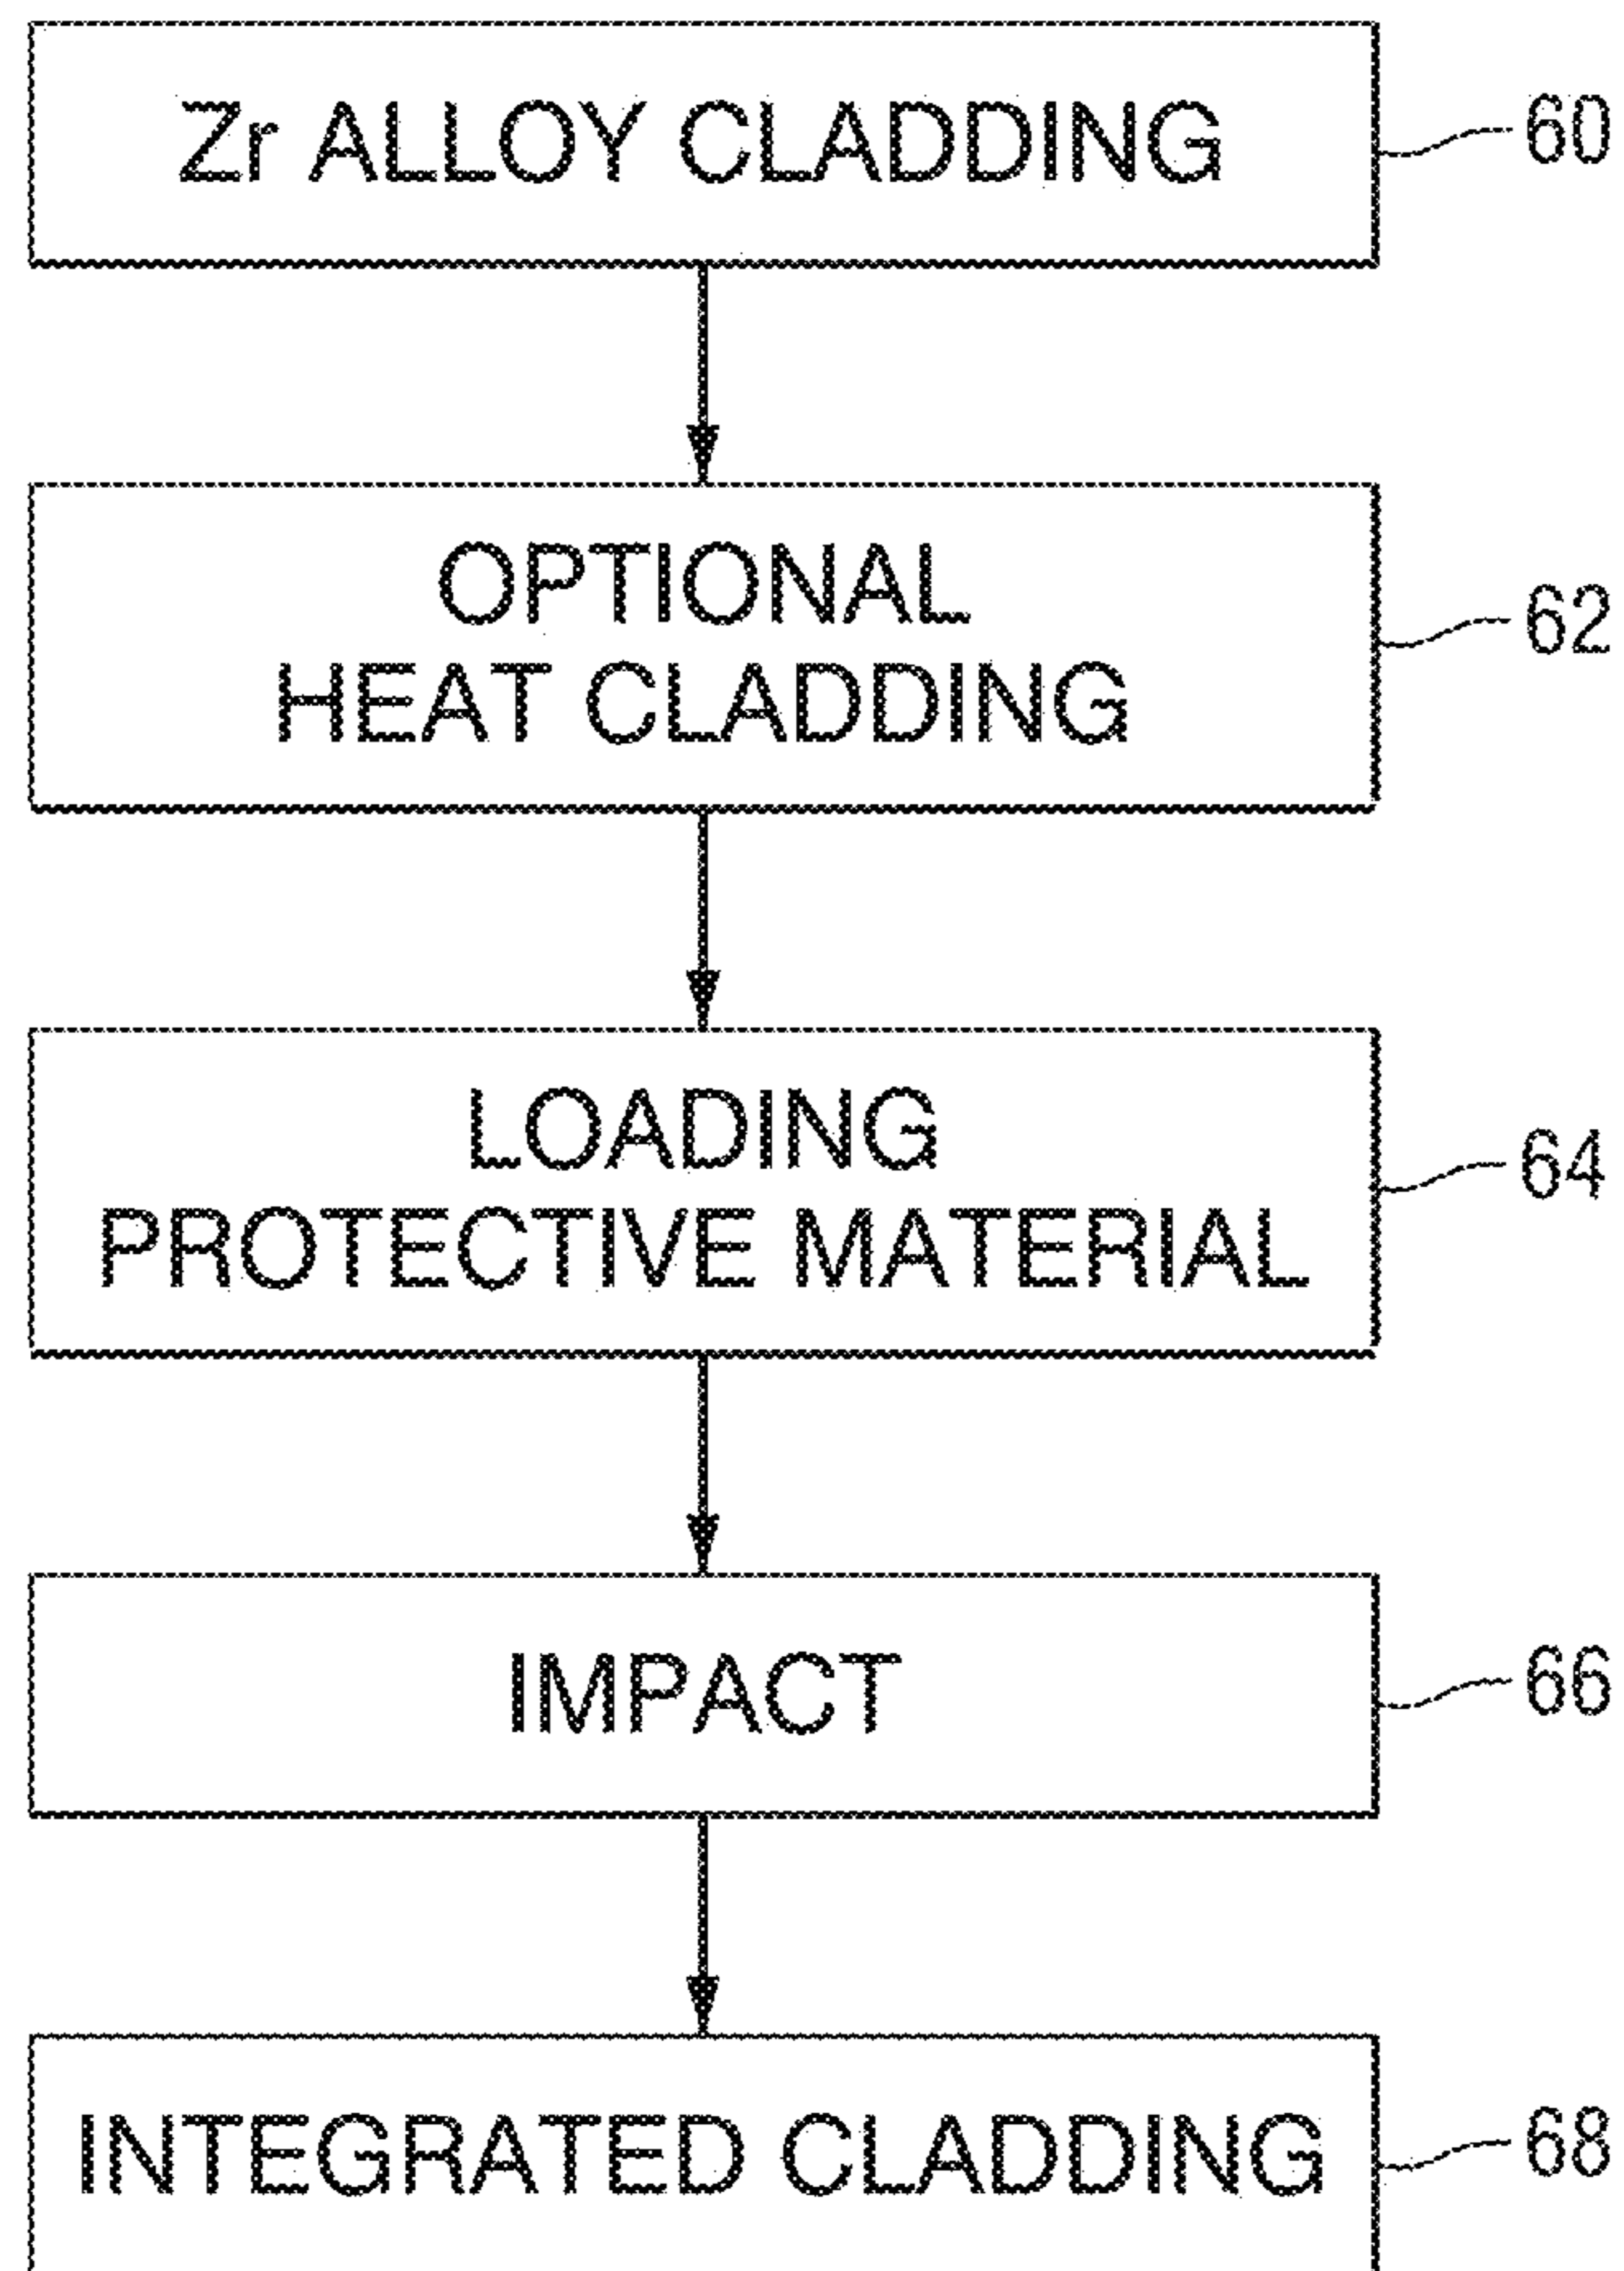 Zr ALLOY CLADDING
60
OPTIONAL
HEAT CLADDING
62
LOADING
PROTECTIVE MATERIAL
64
IMPACT
66
INTEGRATED CLADDING
68